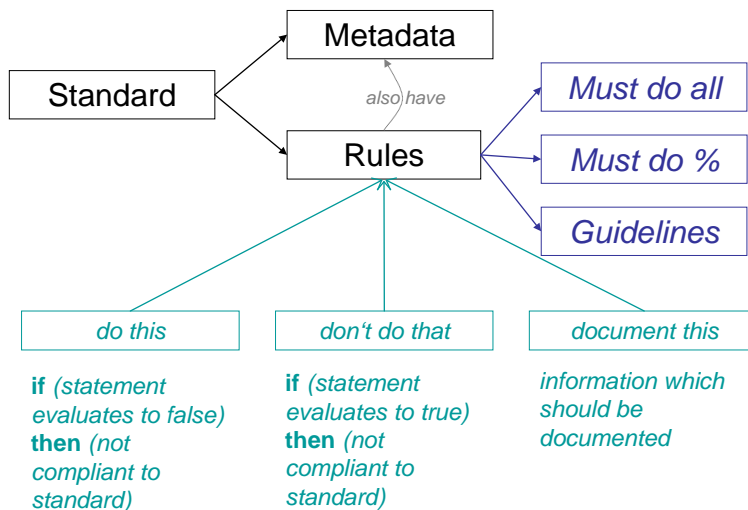 Metadata
Standard
also have
Rules
Must do all
Must do %
Guidelines
do this
don't do that
document this
if (statement
evaluates to false)
then (not
compliant to
standard)
if (statement
evaluates to true)
then (not
compliant to
standard)
information which
should be
documented